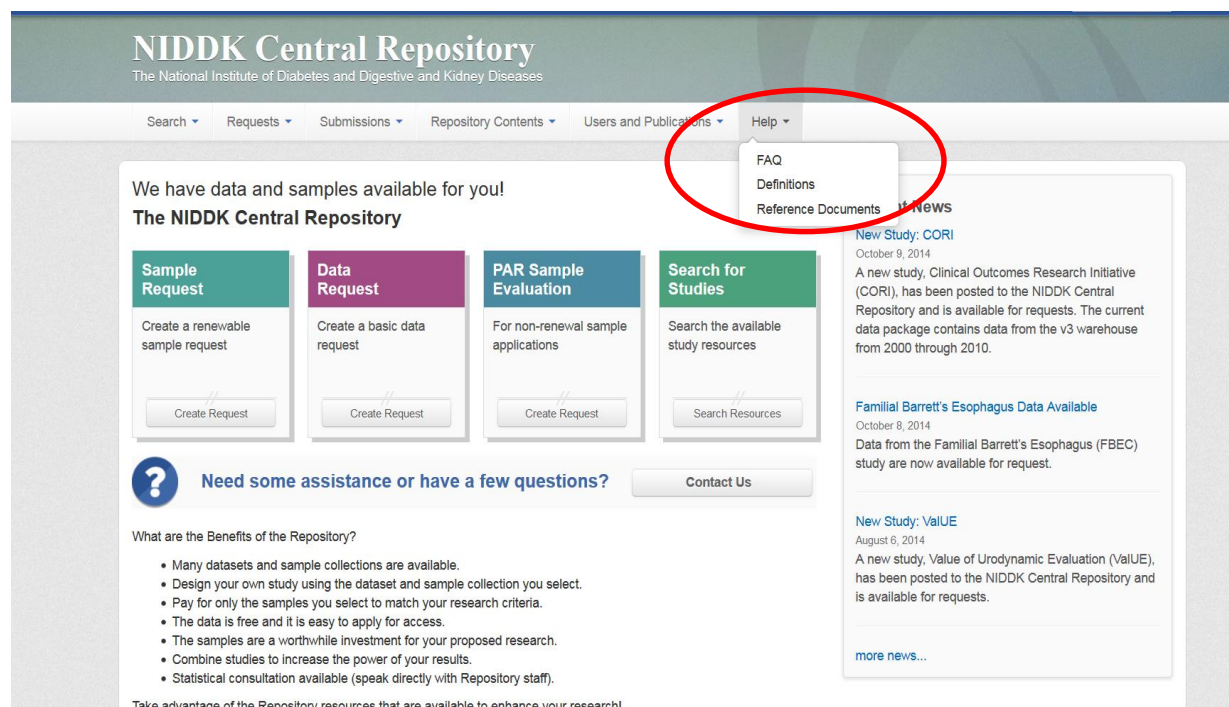 NIDDK Central Repository
The National Institute of Diabetes and Digestive and Kidney Diseases
Search Requests Submissions Repository Contents Users and Publications Help
FAQ
Definitions
Reference Documents
We have data and samples available for you!
The NIDDK Central Repository
Sample
Request
Create a renewable
sample request
Create Request
Data
Request
Create a basic data
request
Create Request
PAR Sample
Evaluation
For non-renewal sample
applications
Create Request
Search for
Studies
Search the available
study resources
Search Resources
? Need some assistance or have a few questions? Contact Us
What are the Benefits of the Repository?
• Many datasets and sample collections are available.
• Design your own study using the dataset and sample collection you select.
• Pay for only the samples you select to match your research criteria.
• The data is free and it is easy to apply for access.
• The samples are a worthwhile investment for your proposed research.
• Combine studies to increase the power of your results.
• Statistical consultation available (speak directly with Repository staff).
Take advantage of the Repository resources that are available to enhance your research!
News
New Study: CORI
October 9, 2014
A new study, Clinical Outcomes Research Initiative
(CORI), has been posted to the NIDDK Central
Repository and is available for requests. The current
data package contains data from the v3 warehouse
from 2000 through 2010.
Familial Barrett's Esophagus Data Available
October 8, 2014
Data from the Familial Barrett's Esophagus (FBEC)
study are now available for request.
New Study: ValUE
August 6, 2014
A new study, Value of Urodynamic Evaluation (ValUE),
has been posted to the NIDDK Central Repository and
is available for requests.
more news...